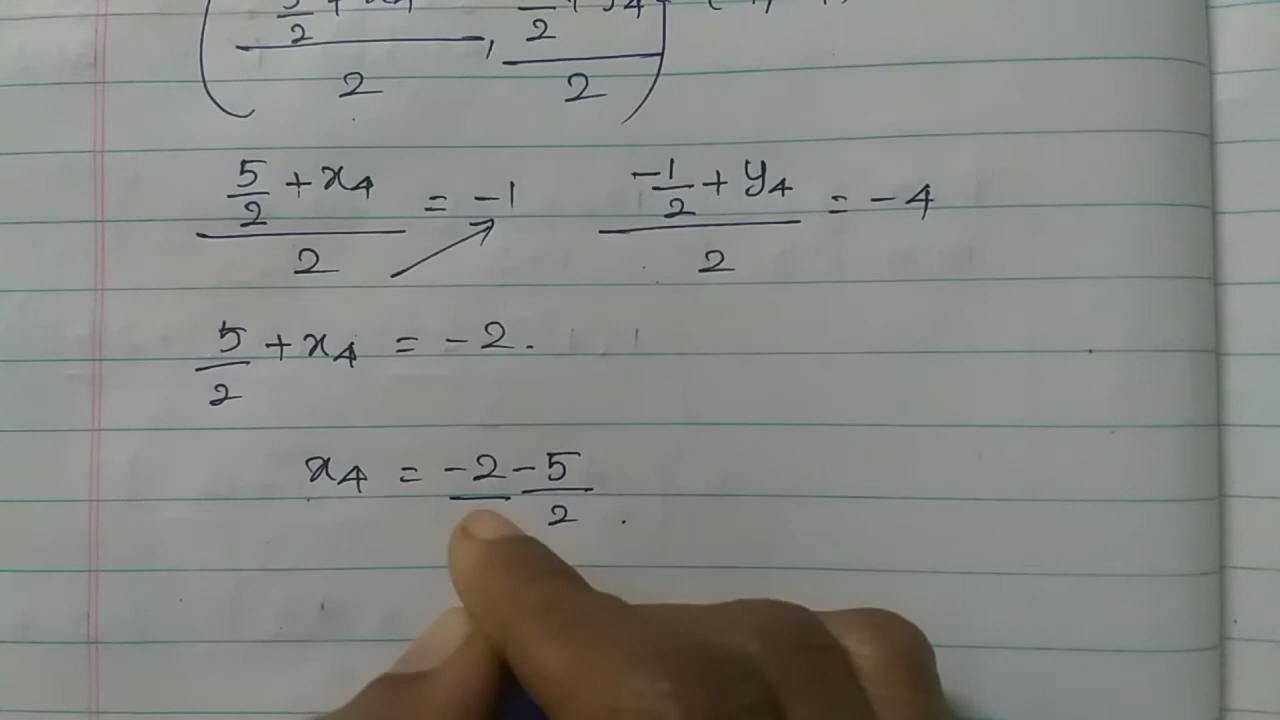 2 , 2
(5/2 + x4)/2 = -1 (-1/2 + y4)/2 = -4
5/2 + x4 = -2.
x4 = -2/ -5/2 .